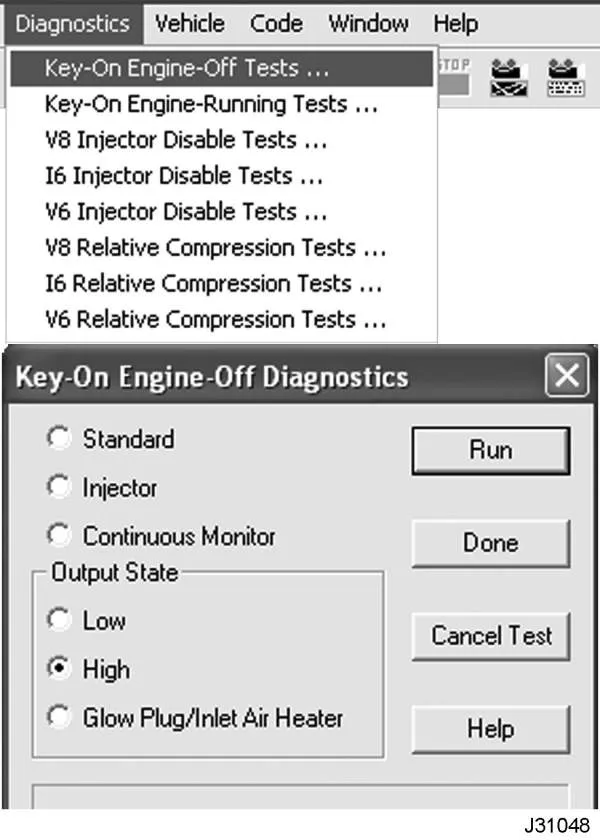 Diagnostics Vehicle Code Window Help
Key-On Engine-Off Tests ...
STOP
Key-On Engine-Running Tests ...
V8 Injector Disable Tests ...
I6 Injector Disable Tests ...
V6 Injector Disable Tests ...
V8 Relative Compression Tests ...
I6 Relative Compression Tests ...
V6 Relative Compression Tests ...
Key-On Engine-Off Diagnostics
Standard
Run
Injector
Continuous Monitor
Done
Output State
Low
Cancel Test
High
Glow Plug/Inlet Air Heater
Help
J31048